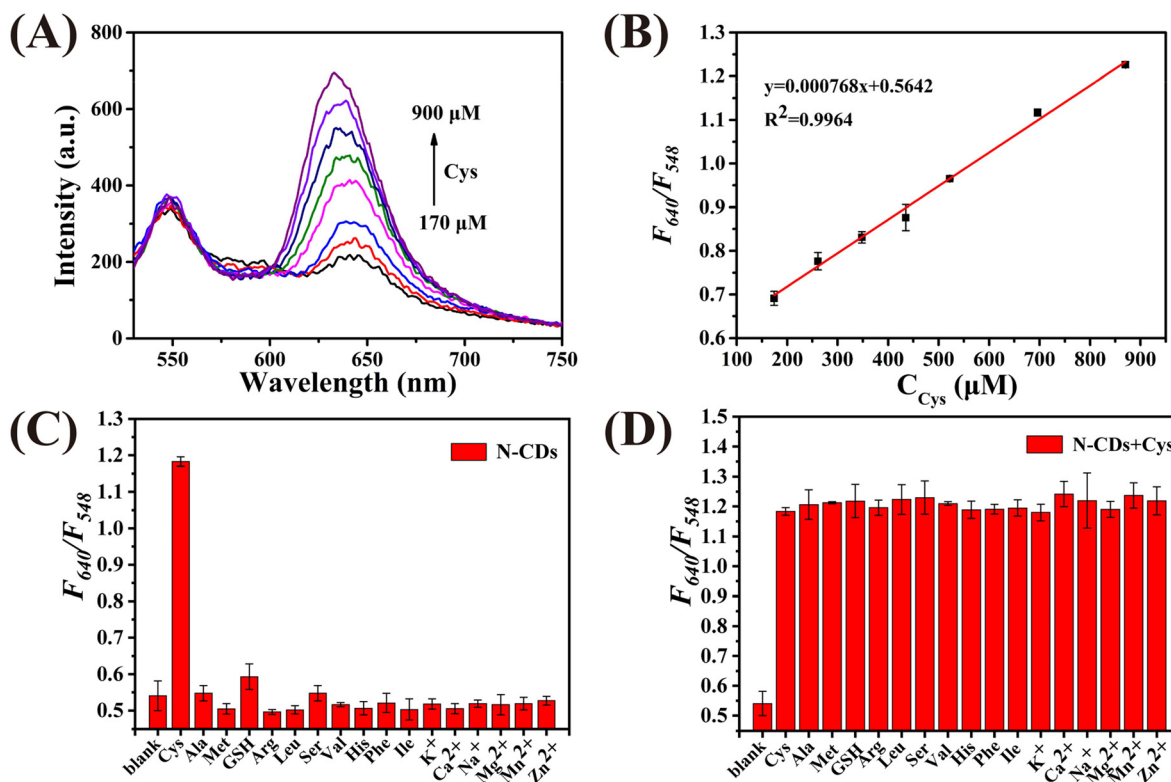 (A)
800
600
400
200
0
Intensity (a.u.)
900 μM
Cys
170 μM
550
600
650
700
750
Wavelength (nm)
(B)
1.3
1.2
1.1
1.0
0.9
0.8
0.7
0.6
F640/F548
y=0.000768x+0.5642
R²=0.9964
100
200
300
400
500
600
700
800
900
C_Cys (μM)
(C)
1.3
1.2
1.1
1.0
0.9
0.8
0.7
0.6
0.5
F640/F548
N-CDs
blank
Cys
Ala
Met
GSH
Arg
Leu
Ser
Val
His
Phe
Ile
K+
Ca2+
Na+
Mg2+
Mn2+
Zn2+
(D)
1.5
1.4
1.3
1.2
1.1
1.0
0.9
0.8
0.7
0.6
0.5
F640/F548
N-CDs+Cys
blank
Cys
Ala
Met
GSH
Arg
Leu
Ser
Val
His
Phe
Ile
K+
Ca2+
Na+
Mg2+
Mn2+
Zn2+